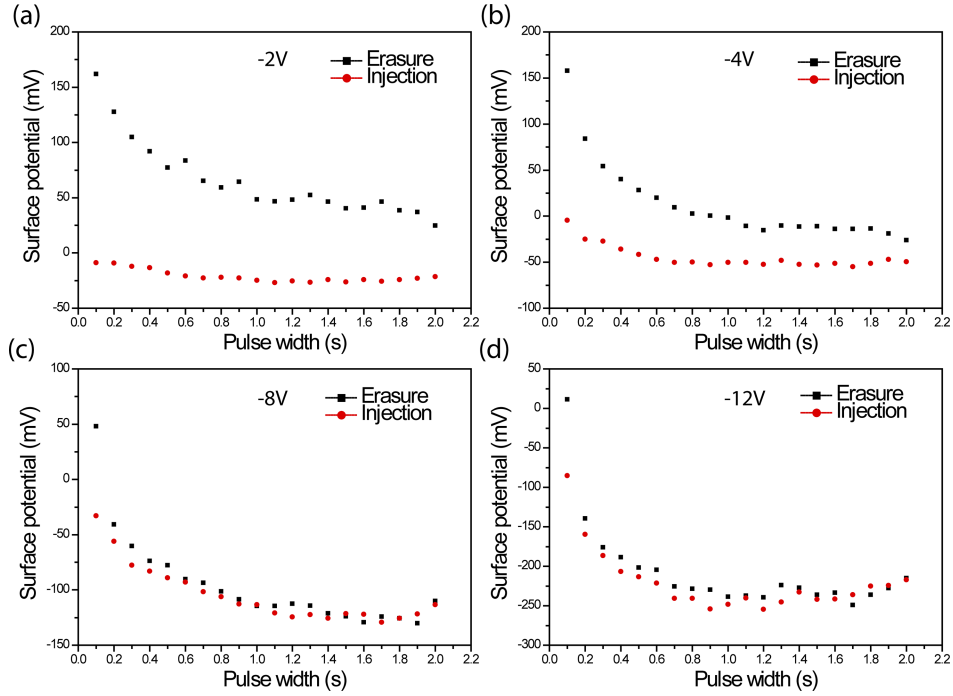 (a)
-2V
Erasure
Injection
200
150
100
50
0
-50
0.0 0.2 0.4 0.6 0.8 1.0 1.2 1.4 1.6 1.8 2.0 2.2
Surface potential (mV)
Pulse width (s)
(b)
-4V
Erasure
Injection
200
150
100
50
0
-50
-100
0.0 0.2 0.4 0.6 0.8 1.0 1.2 1.4 1.6 1.8 2.0 2.2
Surface potential (mV)
Pulse width (s)
(c)
-8V
Erasure
Injection
100
50
0
-50
-100
-150
0.0 0.2 0.4 0.6 0.8 1.0 1.2 1.4 1.6 1.8 2.0 2.2
Surface potential (mV)
Pulse width (s)
(d)
-12V
Erasure
Injection
50
0
-50
-100
-150
-200
-250
-300
0.0 0.2 0.4 0.6 0.8 1.0 1.2 1.4 1.6 1.8 2.0 2.2
Surface potential (mV)
Pulse width (s)